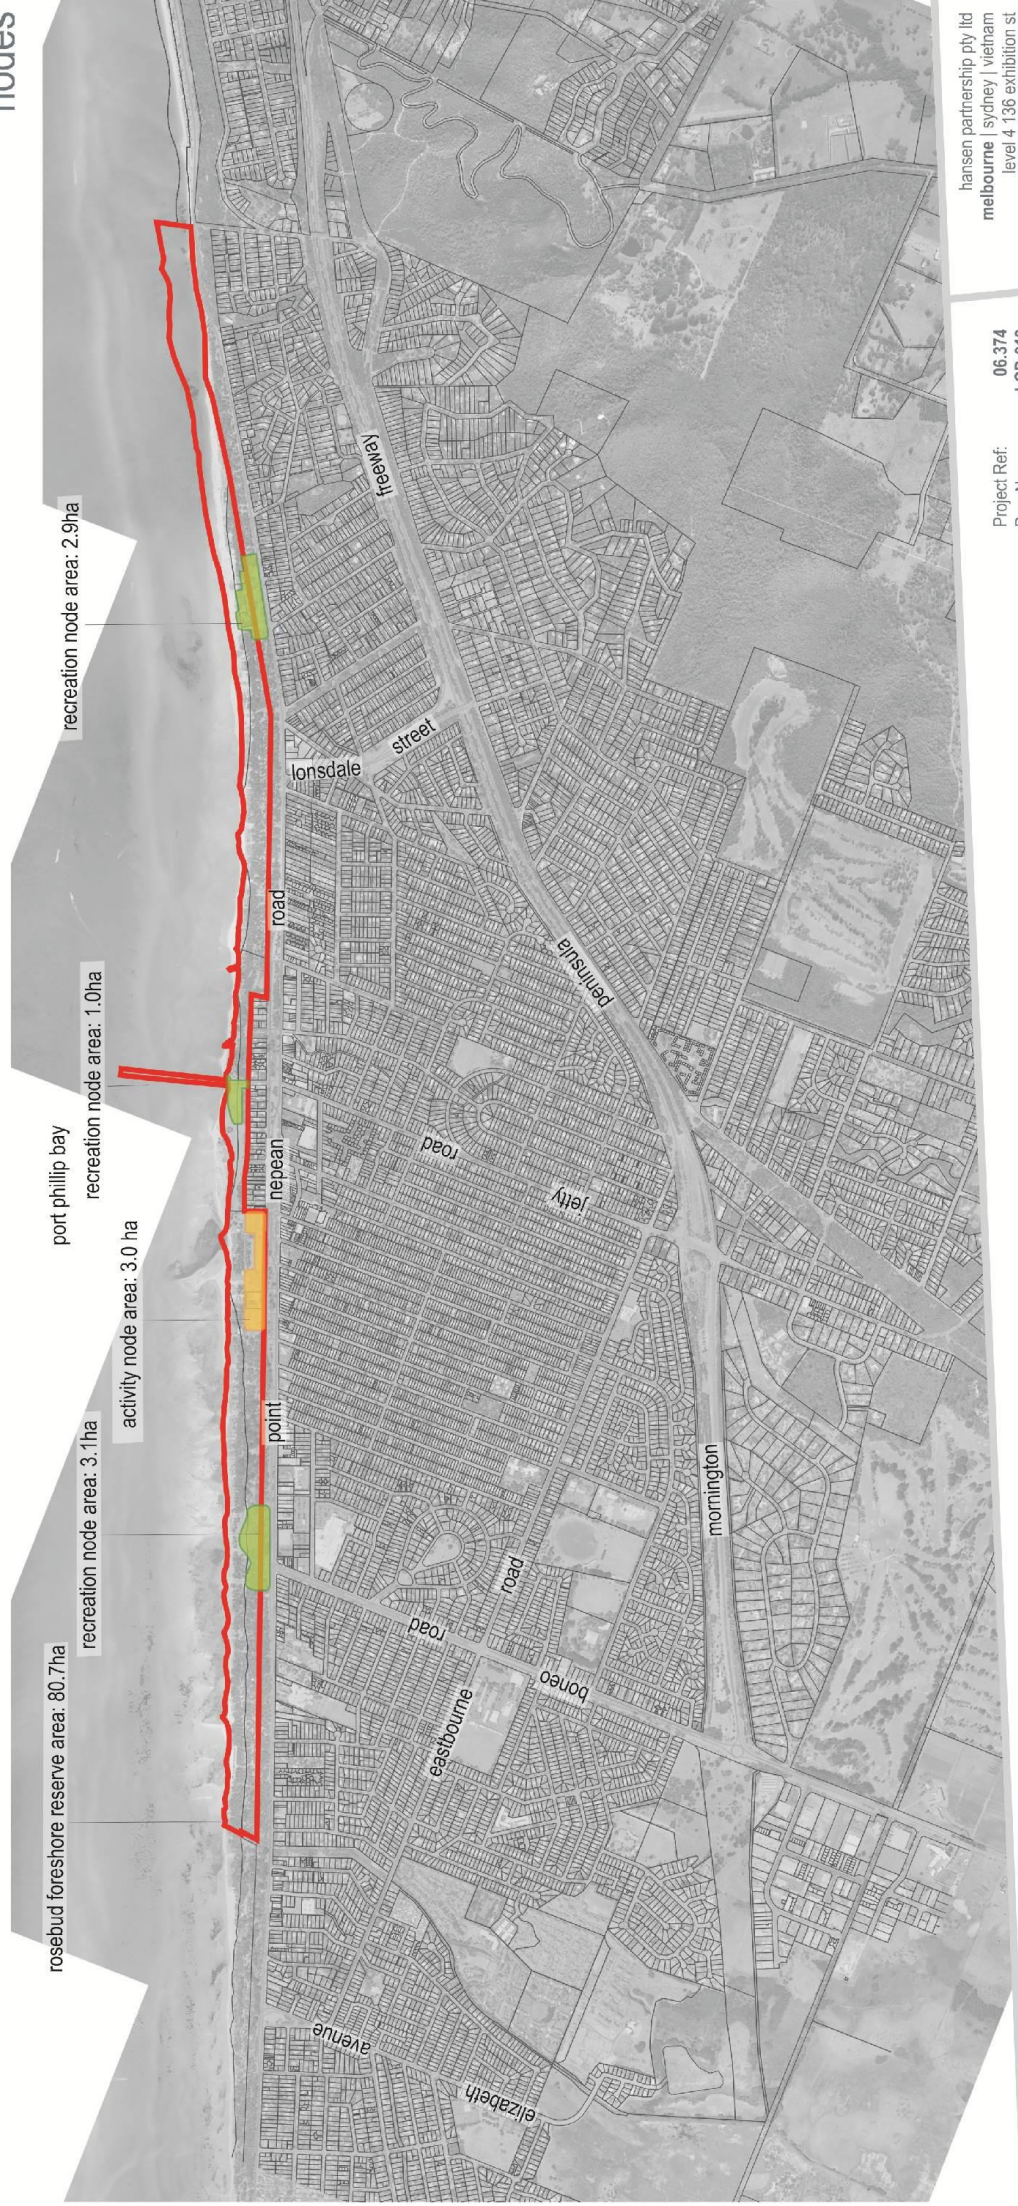 nodes
rosebud foreshore reserve area: 80.7ha
recreation node area: 3.1ha
activity node area: 3.0 ha
port phillip bay
recreation node area: 1.0ha
recreation node area: 2.9ha
point
nepean
road
lonsdale
street
freeway
peninsula
mornington
jetty
road
boneo
road
eastbourne
road
elizabeth
avenue
Project Ref: 06.374
hansen partnership pty ltd
melbourne | sydney | vietnam
level 4 136 exhibition st